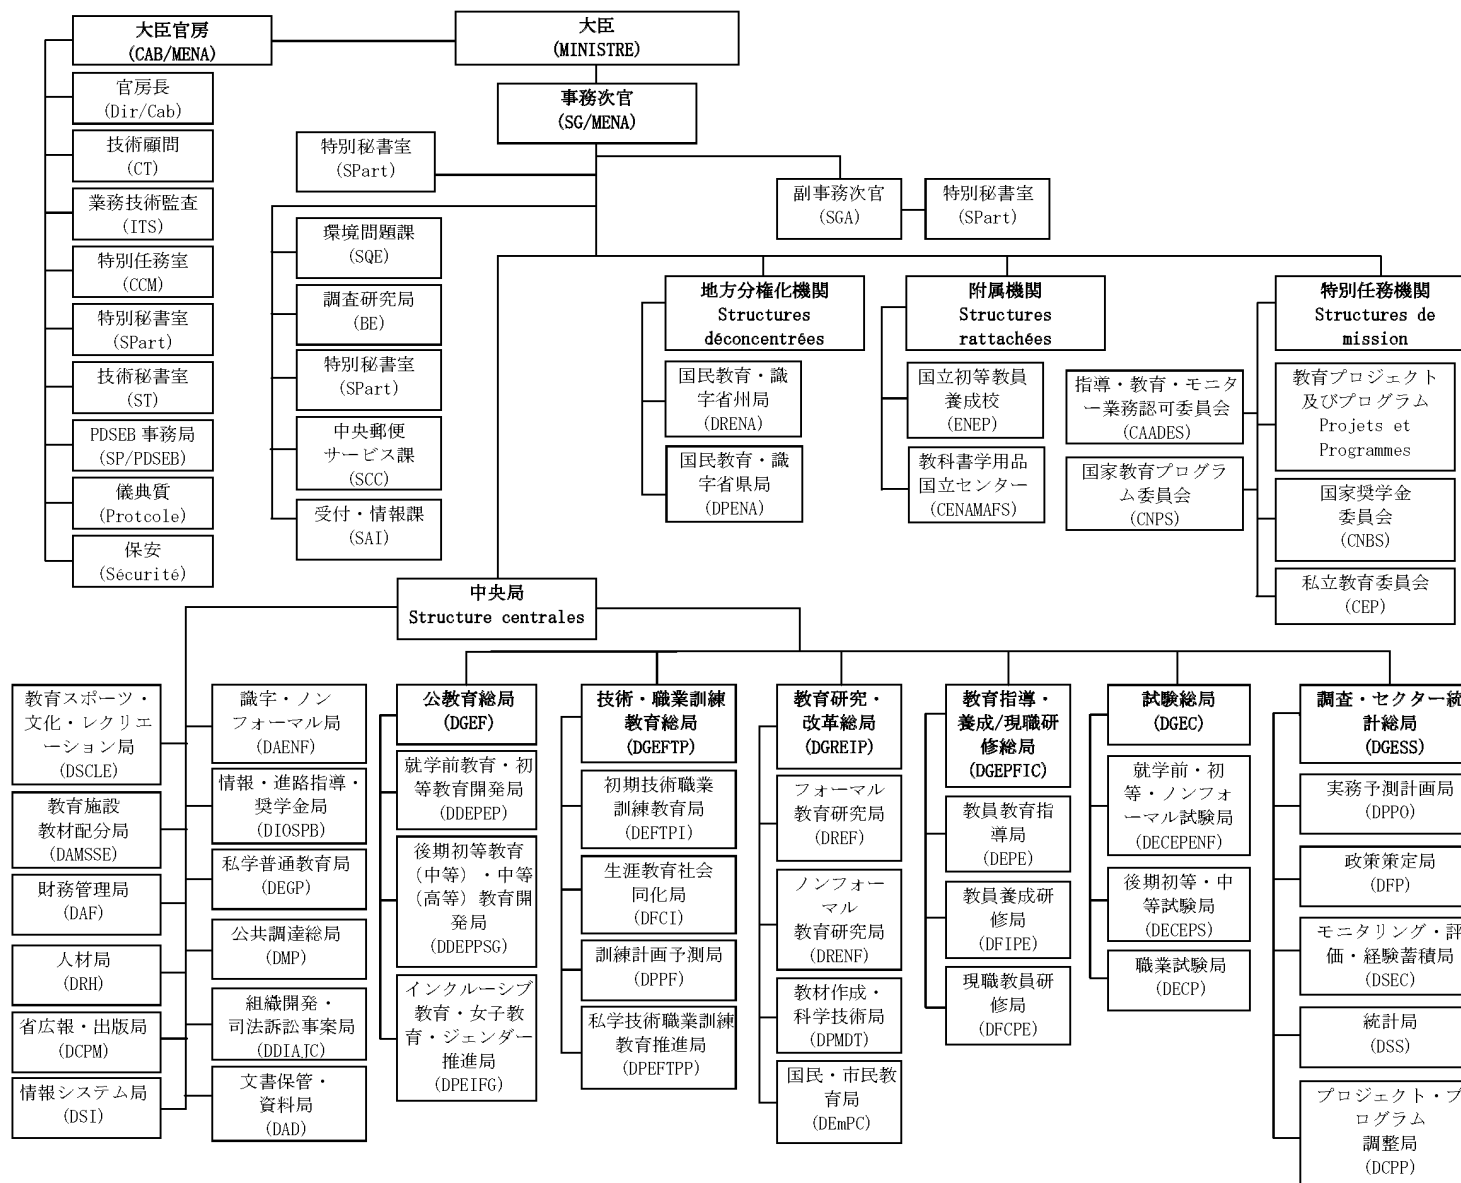 大臣官房
(CAB/MENA)
大臣
(MINISTRE)
官房長
(Dir/Cab)
技術顧問
(CT)
業務技術監査
(ITS)
特別任務室
(CCM)
特別秘書室
(SPart)
技術秘書室
(ST)
PDSEB 事務局
(SP/PDSEB)
儀典質
(Protcole)
保安
(Sécurité)
事務次官
(SG/MENA)
特別秘書室
(SPart)
副事務次官
(SGA)
特別秘書室
(SPart)
環境問題課
(SQE)
調査研究局
(BE)
特別秘書室
(SPart)
中央郵便
サービス課
(SCC)
受付・情報課
(SAI)
地方分権化機関
Structures
déconcentrées
国民教育・識
字省州局
(DRENA)
国民教育・識
字省県局
(DPENA)
附属機関
Structures
rattachées
国立初等教員
養成校
(ENEP)
教科書学用品
国立センター
(CENAMAFS)
特別任務機関
Structures de
mission
指導・教育・モニタ
ー業務認可委員会
(CAADES)
国家教育プログラ
ム委員会
(CNPS)
教育プロジェクト
及びプログラム
Projets et
Programmes
国家奨学金
委員会
(CNBS)
私立教育委員会
(CEP)
中央局
Structure centrales
教育スポーツ・
文化・レクリエ
ーション局
(DSCLE)
教育施設
教材配分局
(DAMSSE)
財務管理局
(DAF)
人材局
(DRH)
省広報・出版局
(DCPM)
情報システム局
(DSI)
識字・ノン
フォーマル局
(DAENF)
情報・進路指導・
奨学金局
(DIOSPB)
私学普通教育局
(DEGP)
公共調達総局
(DMP)
組織開発・
司法訴訟事案局
(DDIAJC)
文書保管・
資料局
(DAD)
公教育総局
(DGEF)
就学前教育・初
等教育開発局
(DDEPEP)
後期初等教育
（中等）・中等
（高等）教育開
発局
(DDEPPSG)
インクルーシブ
教育・女子教
育・ジェンダー
推進局
(DPEIFG)
技術・職業訓練
教育総局
(DGEFTP)
初期技術職業
訓練教育局
(DEFTPI)
生涯教育社会
同化局
(DFCI)
訓練計画予測局
(DPPF)
私学技術職業訓練
教育推進局
(DPEFTPP)
教育研究・
改革総局
(DGREIP)
フォーマル
教育研究局
(DREF)
ノンフォー
マル
教育研究局
(DRENF)
教材作成・
科学技術局
(DPMDT)
国民・市民教
育局
(DEmPC)
教育指導・
養成/現職研
修総局
(DGEPFIC)
教員教育指
導局
(DEPE)
教員養成研
修局
(DFIPE)
現職教員研
修局
(DFCPE)
試験総局
(DGEC)
就学前・初
等・ノンフォ
ーマル試験局
(DECEPENF)
後期初等・中
等試験局
(DECEPS)
職業試験局
(DECP)
調査・セクター統
計総局
(DGESS)
実務予測計画局
(DPPO)
政策策定局
(DFP)
モニタリング・評
価・経験蓄積局
(DSEC)
統計局
(DSS)
プロジェクト・プ
ログラム
調整局
(DCPP)